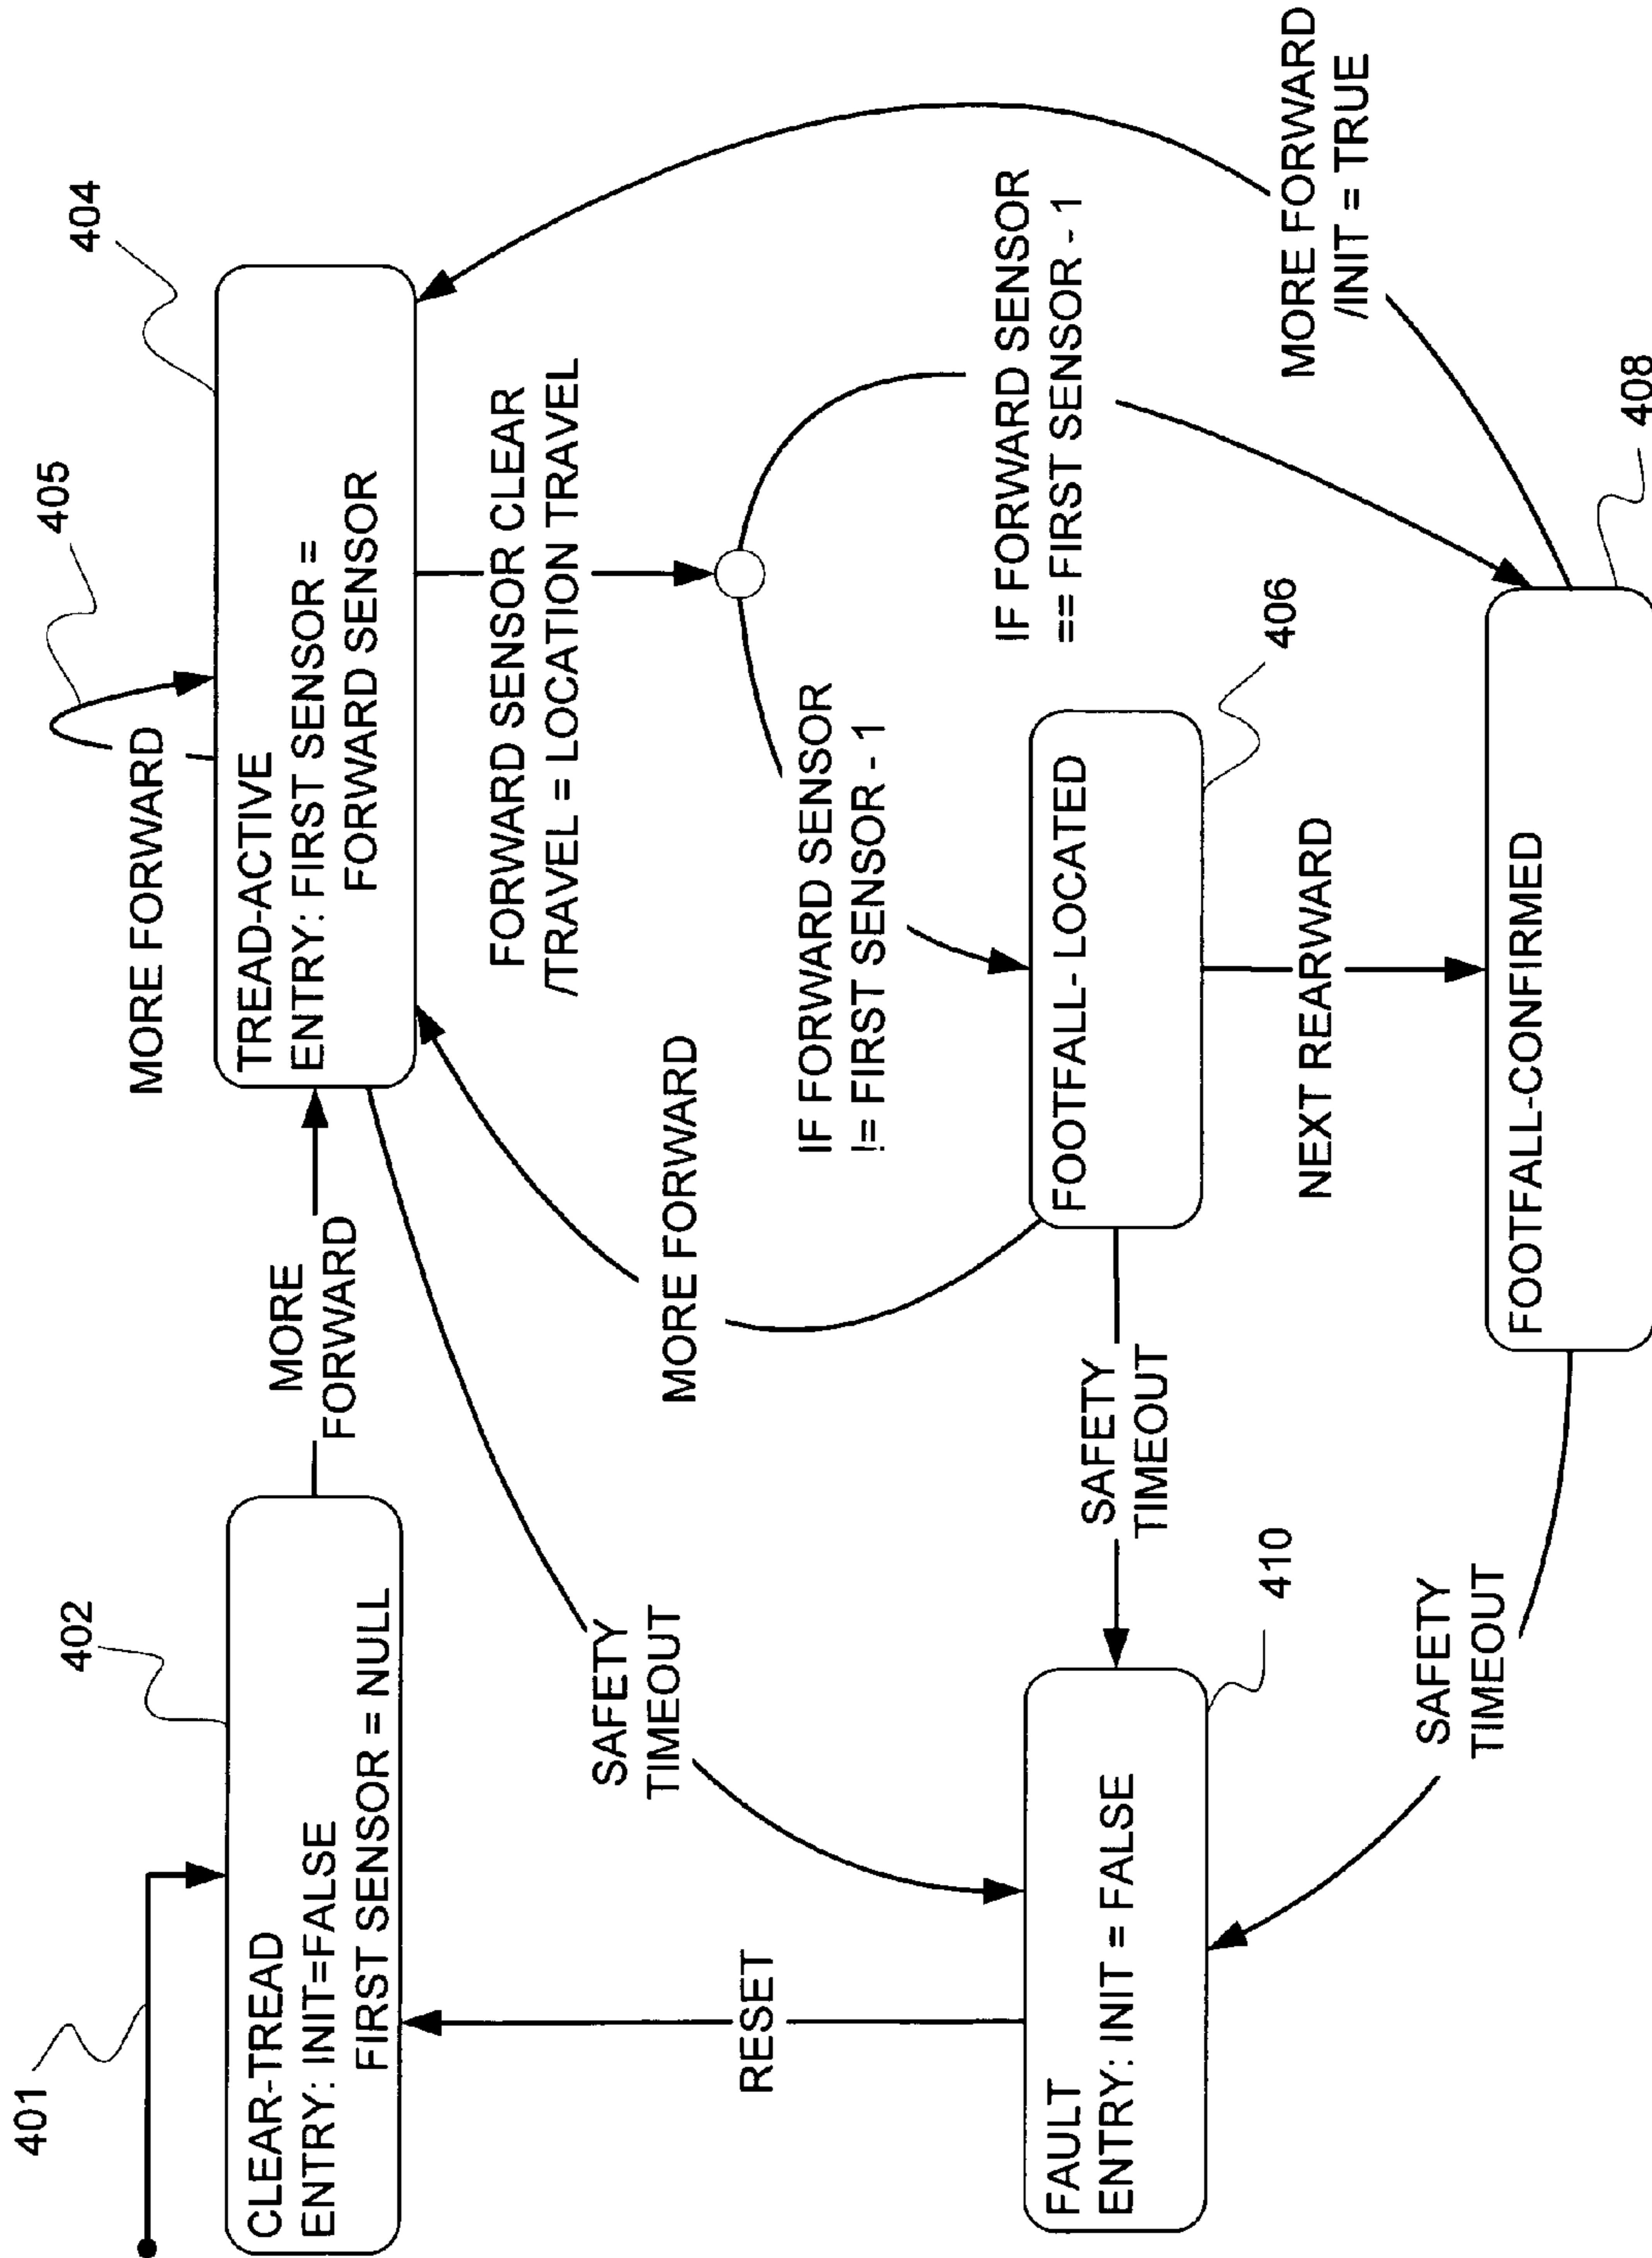 401
402
CLEAR-TREAD
ENTRY: INIT=FALSE
FIRST SENSOR = NULL
MORE
FORWARD
MORE FORWARD
405
404
TREAD-ACTIVE
ENTRY: FIRST SENSOR =
FORWARD SENSOR
FORWARD SENSOR CLEAR
/TRAVEL = LOCATION TRAVEL
SAFETY
TIMEOUT
MORE FORWARD
IF FORWARD SENSOR
!= FIRST SENSOR - 1
IF FORWARD SENSOR
== FIRST SENSOR - 1
RESET
FAULT
ENTRY: INIT = FALSE
410
SAFETY
TIMEOUT
FOOTFALL-LOCATED
406
NEXT REARWARD
MORE FORWARD
/INIT = TRUE
SAFETY
TIMEOUT
FOOTFALL-CONFIRMED
408